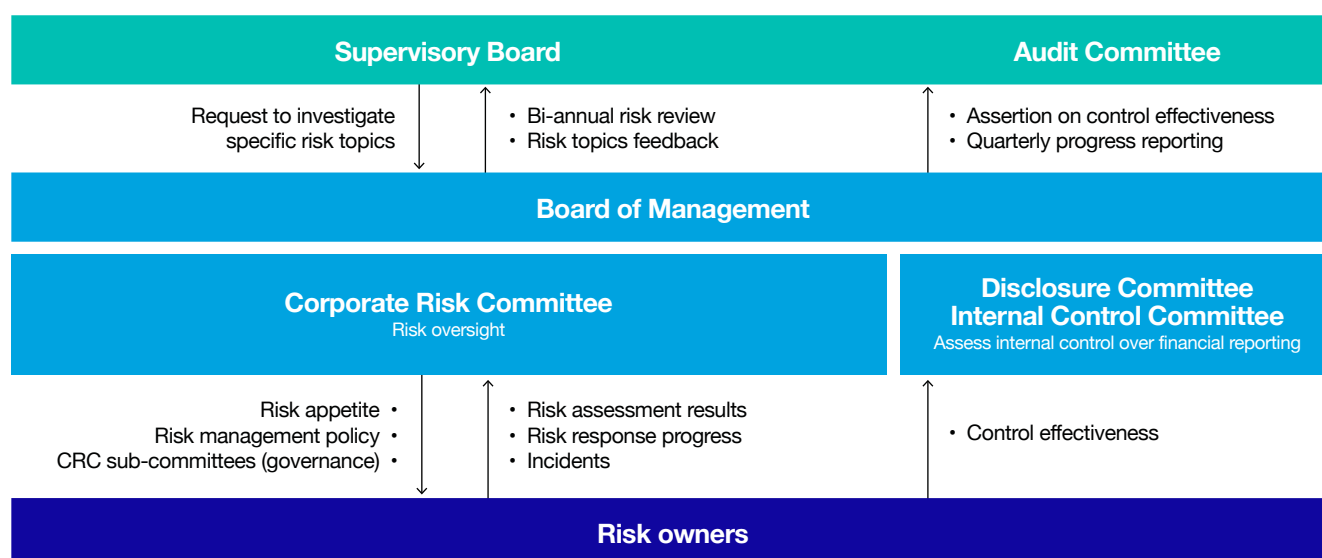 Supervisory Board
Audit Committee
Request to investigate
specific risk topics
• Bi-annual risk review
• Risk topics feedback
• Assertion on control effectiveness
• Quarterly progress reporting
Board of Management
Corporate Risk Committee
Risk oversight
Disclosure Committee
Internal Control Committee
Assess internal control over financial reporting
Risk appetite •
Risk management policy •
CRC sub-committees (governance) •
• Risk assessment results
• Risk response progress
• Incidents
• Control effectiveness
Risk owners